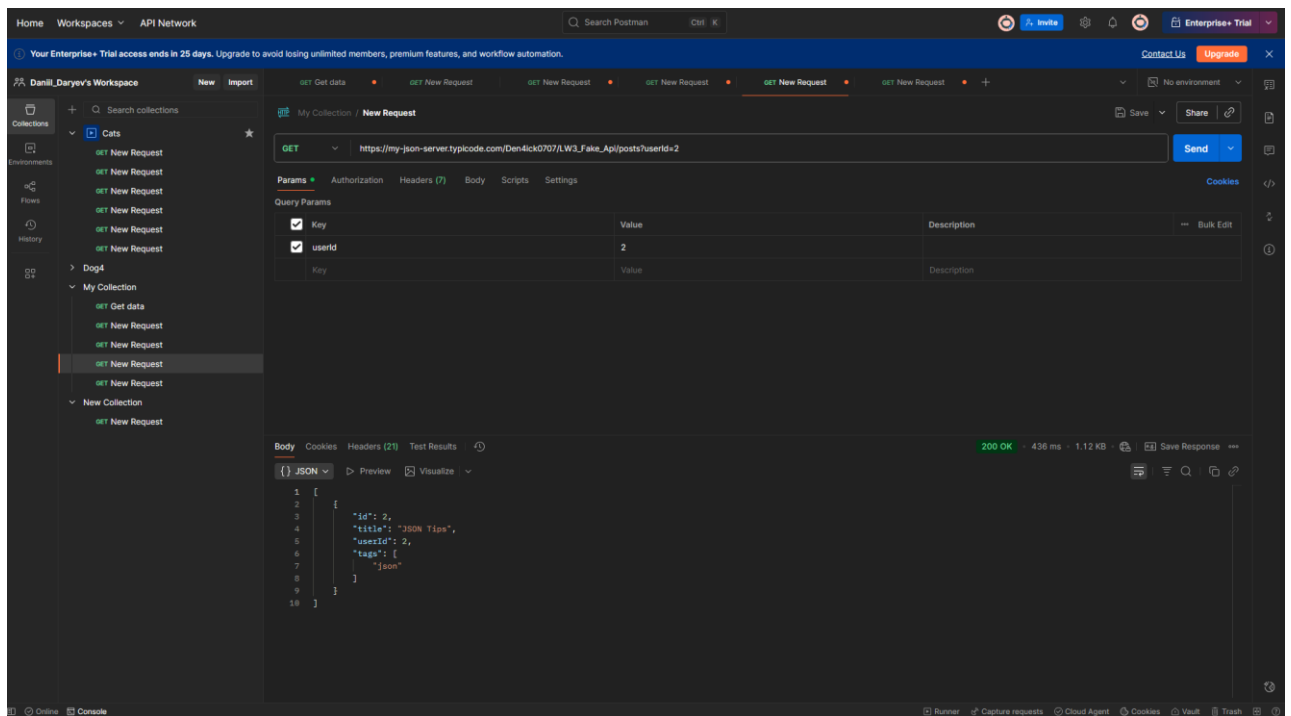 Home Workspaces API Network Search Postman Ctrl K Invite Enterprise+ Trial
Your Enterprise+ Trial access ends in 25 days. Upgrade to avoid losing unlimited members, premium features, and workflow automation. Contact Us Upgrade
Daniil_Daryev's Workspace New Import GET Get data GET New Request GET New Request GET New Request GET New Request GET New Request No environment
Collections
Environments
Flows
History
Search collections
Cats
GET New Request
GET New Request
GET New Request
GET New Request
GET New Request
GET New Request
Dog4
My Collection
GET Get data
GET New Request
GET New Request
GET New Request
GET New Request
New Collection
GET New Request
My Collection / New Request Save Share
GET https://my-json-server.typicode.com/Den4ick0707/LW3_Fake_Api/posts?userId=2 Send
Params Authorization Headers (7) Body Scripts Settings Cookies
Query Params
Key Value Description Bulk Edit
userId 2
Key Value Description
Body Cookies Headers (21) Test Results 200 OK 436 ms 1.12 KB Save Response
{} JSON Preview Visualize
1 [
2 {
3 "id": 2,
4 "title": "JSON Tips",
5 "userId": 2,
6 "tags": [
7 "json"
8 ]
9 }
10 ]
Online Console Runner Capture requests Cloud Agent Cookies Vault Trash